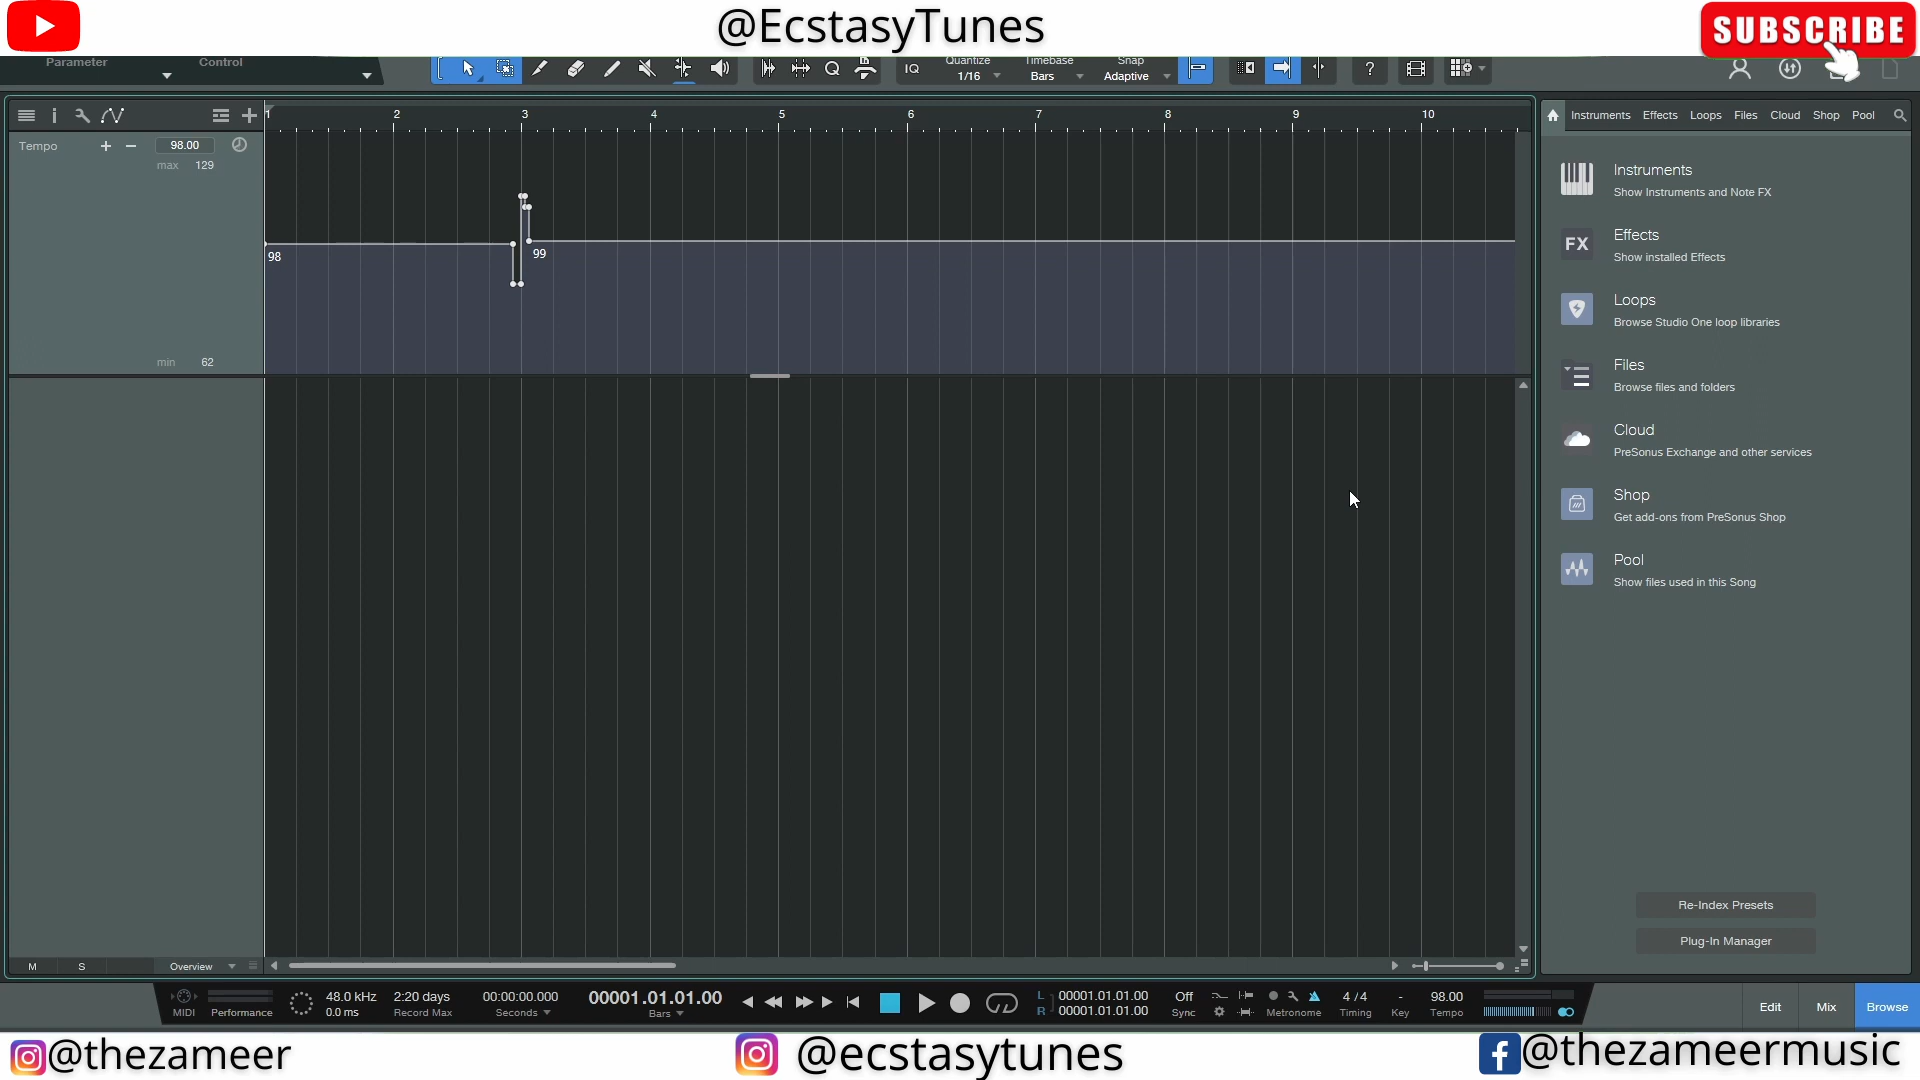 @EcstasyTunes
SUBSCRIBE
Parameter
Control
Quantize
1/16
Timebase
Bars
Snap
Adaptive
IQ
?
1 2 3 4 5 6 7 8 9 10
Tempo + − 98.00
max 129
98
99
min 62
Instruments Effects Loops Files Cloud Shop Pool
Instruments
Show Instruments and Note FX
FX
Effects
Show installed Effects
Loops
Browse Studio One loop libraries
Files
Browse files and folders
Cloud
PreSonus Exchange and other services
Shop
Get add-ons from PreSonus Shop
Pool
Show files used in this Song
Re-Index Presets
Plug-In Manager
M S Overview
MIDI
Performance
48.0 kHz
0.0 ms
2:20 days
Record Max
00:00:00.000
Seconds
00001.01.01.00
Bars
L 00001.01.01.00
R 00001.01.01.00
Off
Sync
Metronome
4 / 4
Timing
-
Key
98.00
Tempo
Edit
Mix
Browse
@thezameer
@ecstasytunes
@thezameermusic